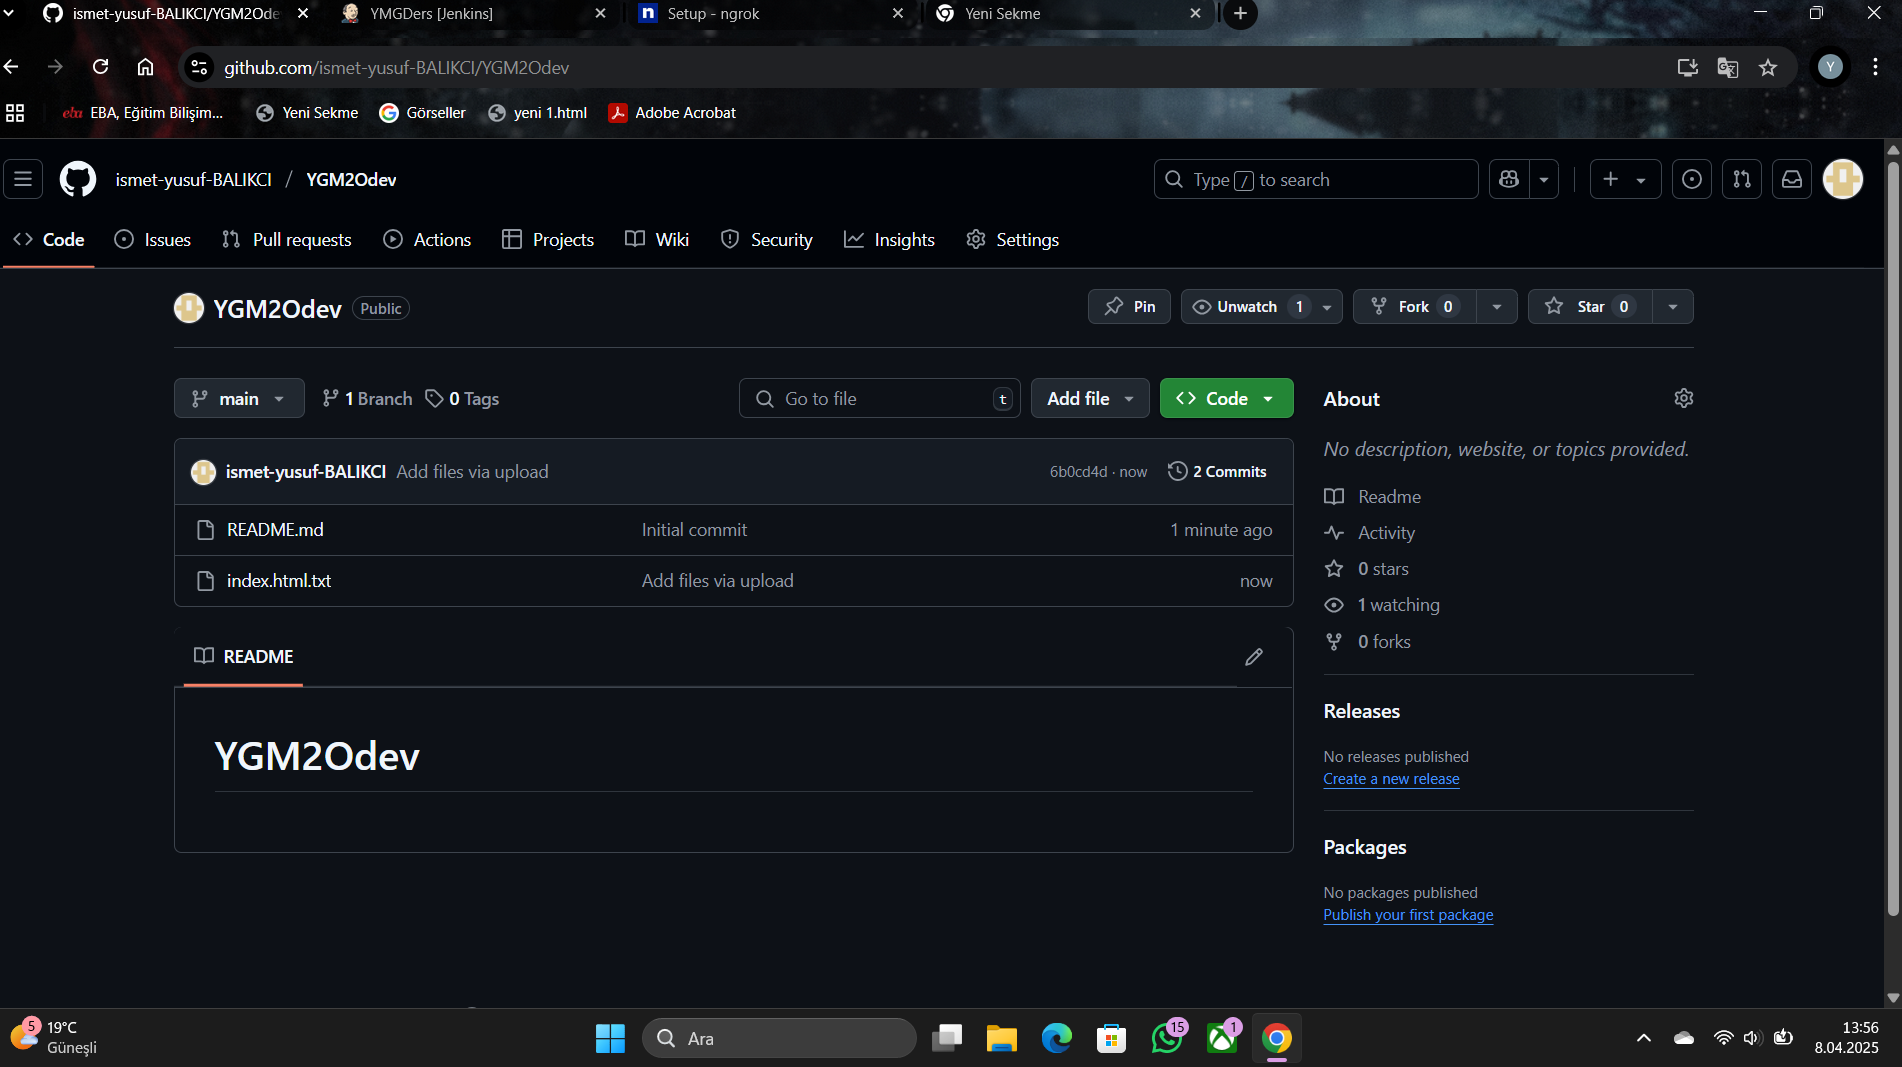 ismet-yusuf-BALIKCI/YGM2Ode
YMGDers [Jenkins]
Setup - ngrok
Yeni Sekme
github.com/ismet-yusuf-BALIKCI/YGM2Odev
Y
eba EBA, Eğitim Bilişim...
Yeni Sekme
Görseller
yeni 1.html
Adobe Acrobat
ismet-yusuf-BALIKCI / YGM2Odev
Type / to search
Code
Issues
Pull requests
Actions
Projects
Wiki
Security
Insights
Settings
YGM2Odev Public
Pin
Unwatch 1
Fork 0
Star 0
main
1 Branch
0 Tags
Go to file t
Add file
Code
About
No description, website, or topics provided.
ismet-yusuf-BALIKCI Add files via upload
6b0cd4d · now
2 Commits
README.md Initial commit 1 minute ago
index.html.txt Add files via upload now
Readme
Activity
0 stars
1 watching
0 forks
README
YGM2Odev
Releases
No releases published
Create a new release
Packages
No packages published
Publish your first package
5
19°C
Güneşli
Ara
15
1
13:56
8.04.2025